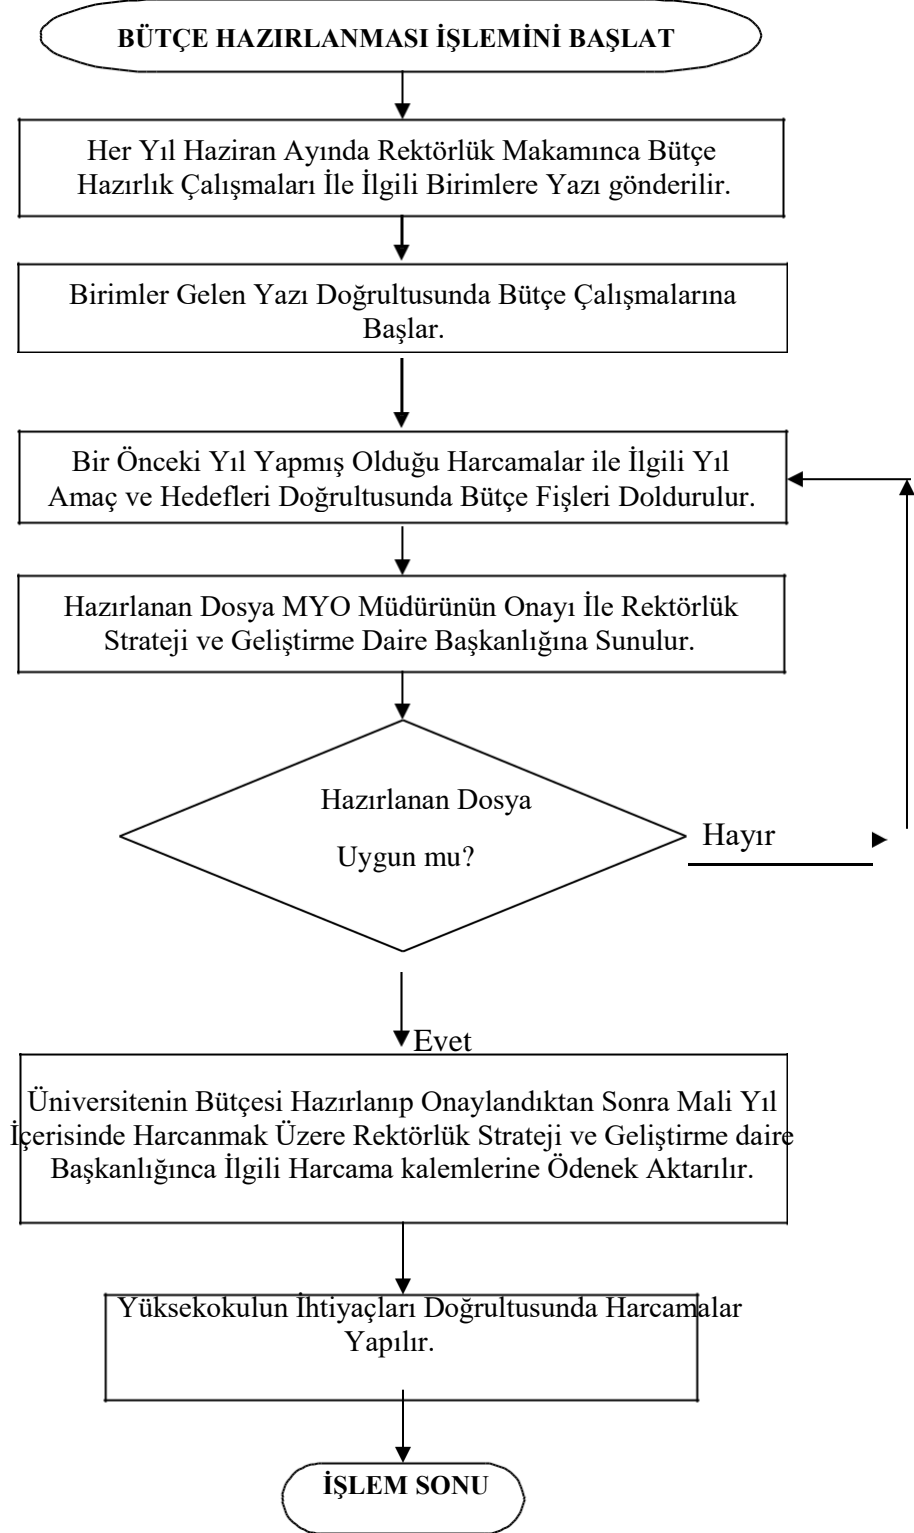 BÜTÇE HAZIRLANMASI İŞLEMİNİ BAŞLAT
Her Yıl Haziran Ayında Rektörlük Makamınca Bütçe
Hazırlık Çalışmaları İle İlgili Birimlere Yazı gönderilir.
Birimler Gelen Yazı Doğrultusunda Bütçe Çalışmalarına
Başlar.
Bir Önceki Yıl Yapmış Olduğu Harcamalar ile İlgili Yıl
Amaç ve Hedefleri Doğrultusunda Bütçe Fişleri Doldurulur.
Hazırlanan Dosya MYO Müdürünün Onayı İle Rektörlük
Strateji ve Geliştirme Daire Başkanlığına Sunulur.
Hazırlanan Dosya
Uygun mu?
Hayır
Evet
Üniversitenin Bütçesi Hazırlanıp Onaylandıktan Sonra Mali Yıl
İçerisinde Harcanmak Üzere Rektörlük Strateji ve Geliştirme daire
Başkanlığınca İlgili Harcama kalemlerine Ödenek Aktarılır.
Yüksekokulun İhtiyaçları Doğrultusunda Harcamalar
Yapılır.
İŞLEM SONU